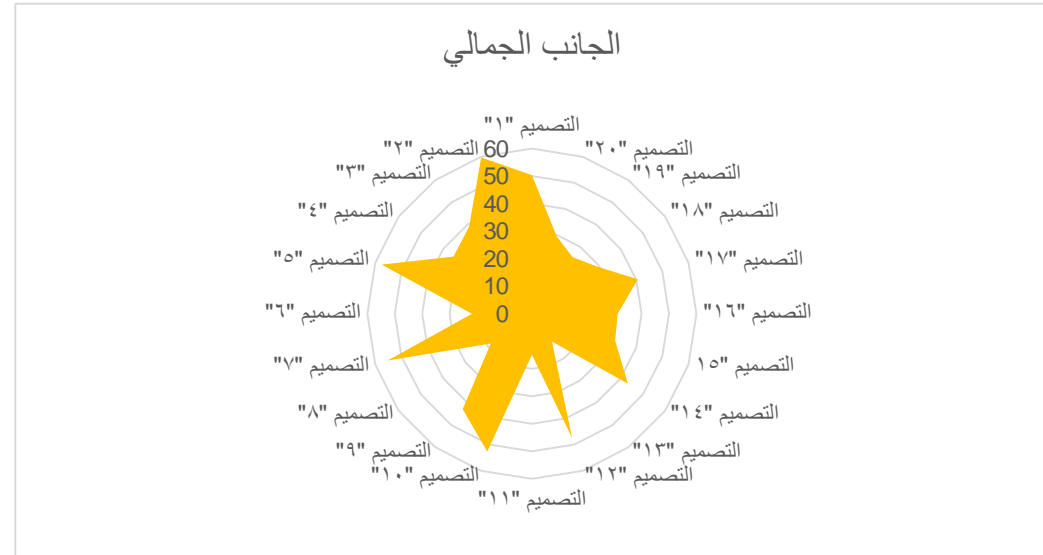 الجانب الجمالي
التصميم "١"
التصميم "٢"
التصميم "٣"
التصميم "٤"
التصميم "٥"
التصميم "٦"
التصميم "٧"
التصميم "٨"
التصميم "٩"
التصميم "١٠"
التصميم "١١"
التصميم "١٢"
التصميم "١٣"
التصميم "١٤"
التصميم "١٥
التصميم "١٦"
التصميم "١٧"
التصميم "١٨"
التصميم "١٩"
التصميم "٢٠"
60
50
40
30
20
10
0